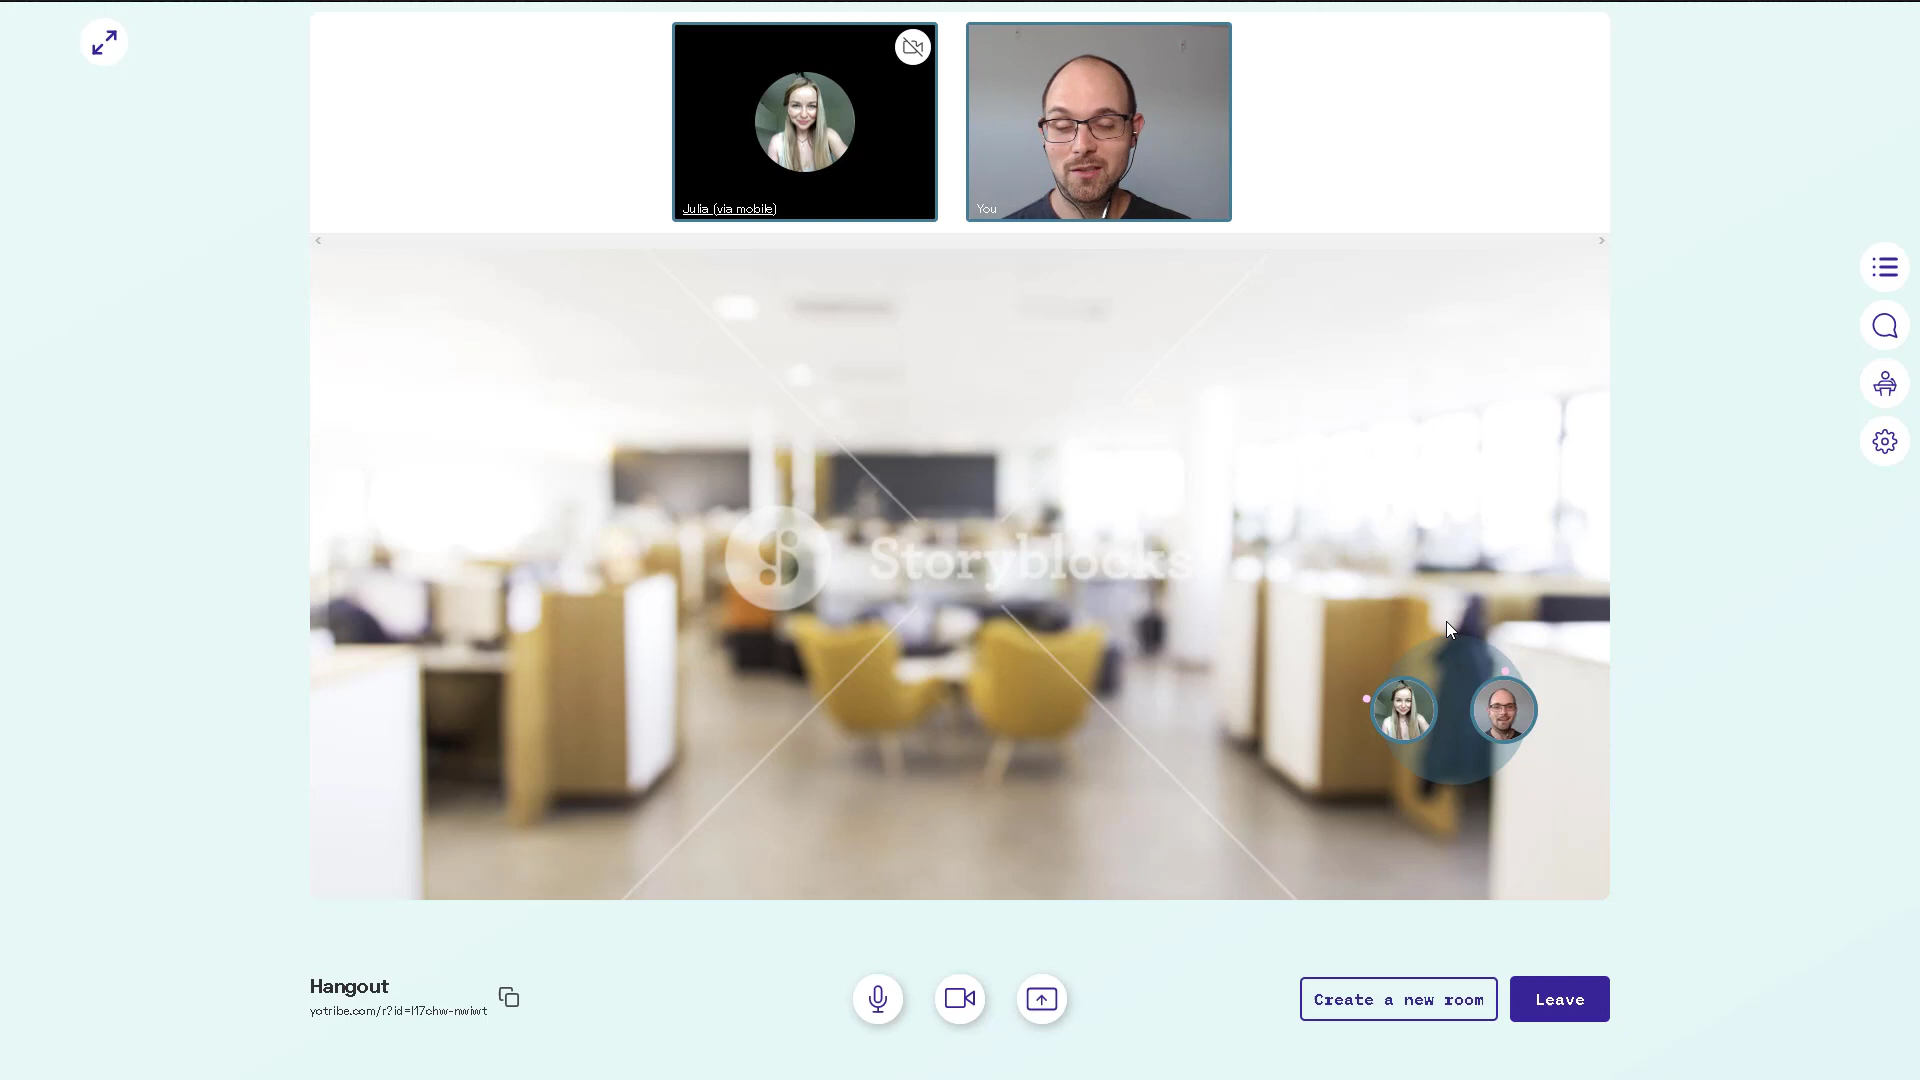 Julia (via mobile)
You
Storyblocks
Hangout
yotribe.com/r?id=l17chw-nwiwt
Create a new room
Leave